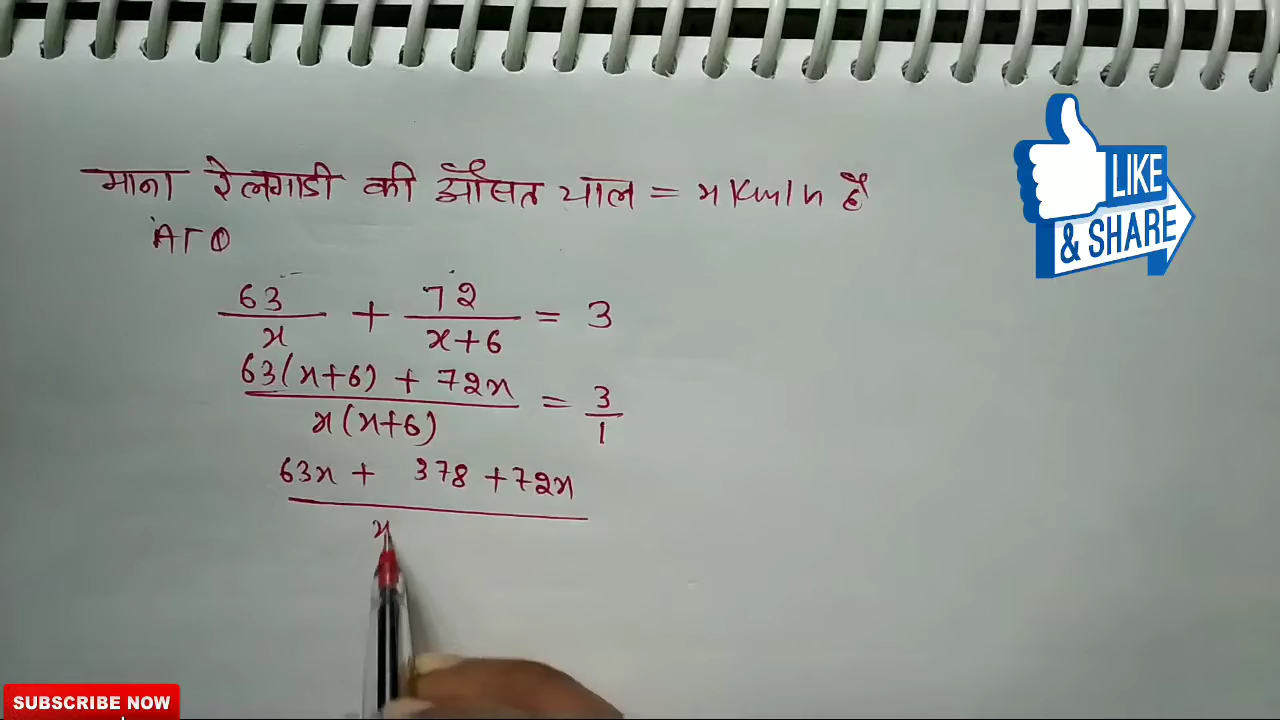 माना रेलगाडी की औसत चाल = x km/h है
ATQ
63/x + 72/x+6 = 3
63(x+6) + 72x / x(x+6) = 3/1
63x + 378 + 72x / x
LIKE
& SHARE
SUBSCRIBE NOW